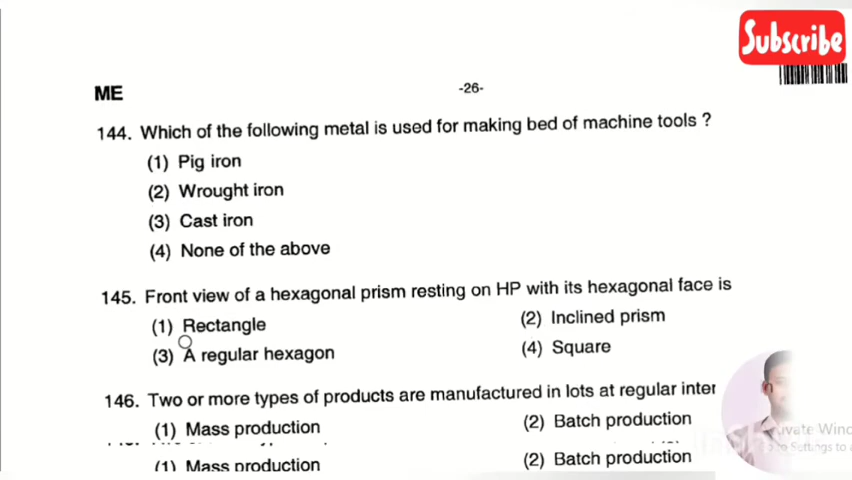 Subscribe
ME
-26-
144. Which of the following metal is used for making bed of machine tools ?
(1) Pig iron
(2) Wrought iron
(3) Cast iron
(4) None of the above
145. Front view of a hexagonal prism resting on HP with its hexagonal face is
(1) Rectangle (2) Inclined prism
(3) A regular hexagon (4) Square
146. Two or more types of products are manufactured in lots at regular inter
(1) Mass production (2) Batch production
(1) Mass production (2) Batch production